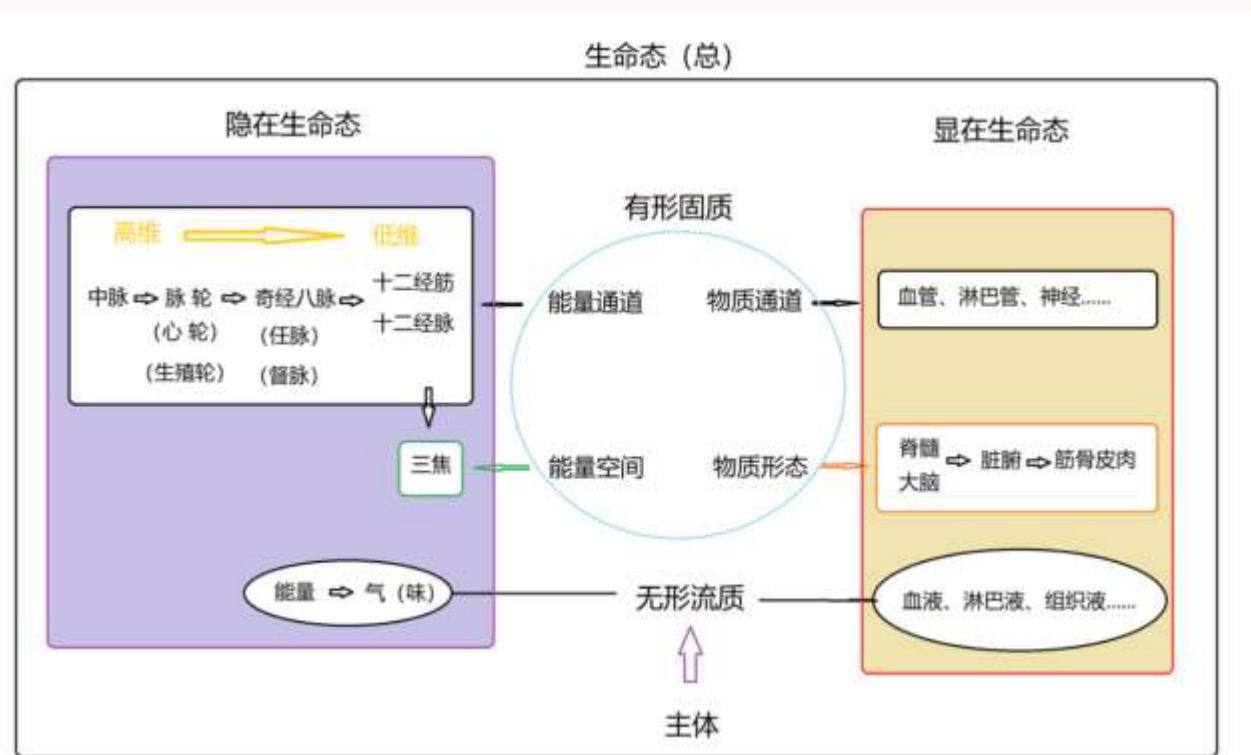 生命态（总）
隐在生命态
显在生命态
有形固质
高维
低维
中脉
脉 轮
奇经八脉
十二经筋
十二经脉
（心 轮）
（任脉）
（生殖轮）
（督脉）
能量通道
物质通道
血管、淋巴管、神经......
三焦
能量空间
物质形态
脊髓
大脑
脏腑
筋骨皮肉
能量
气（味）
无形流质
血液、淋巴液、组织液......
主体